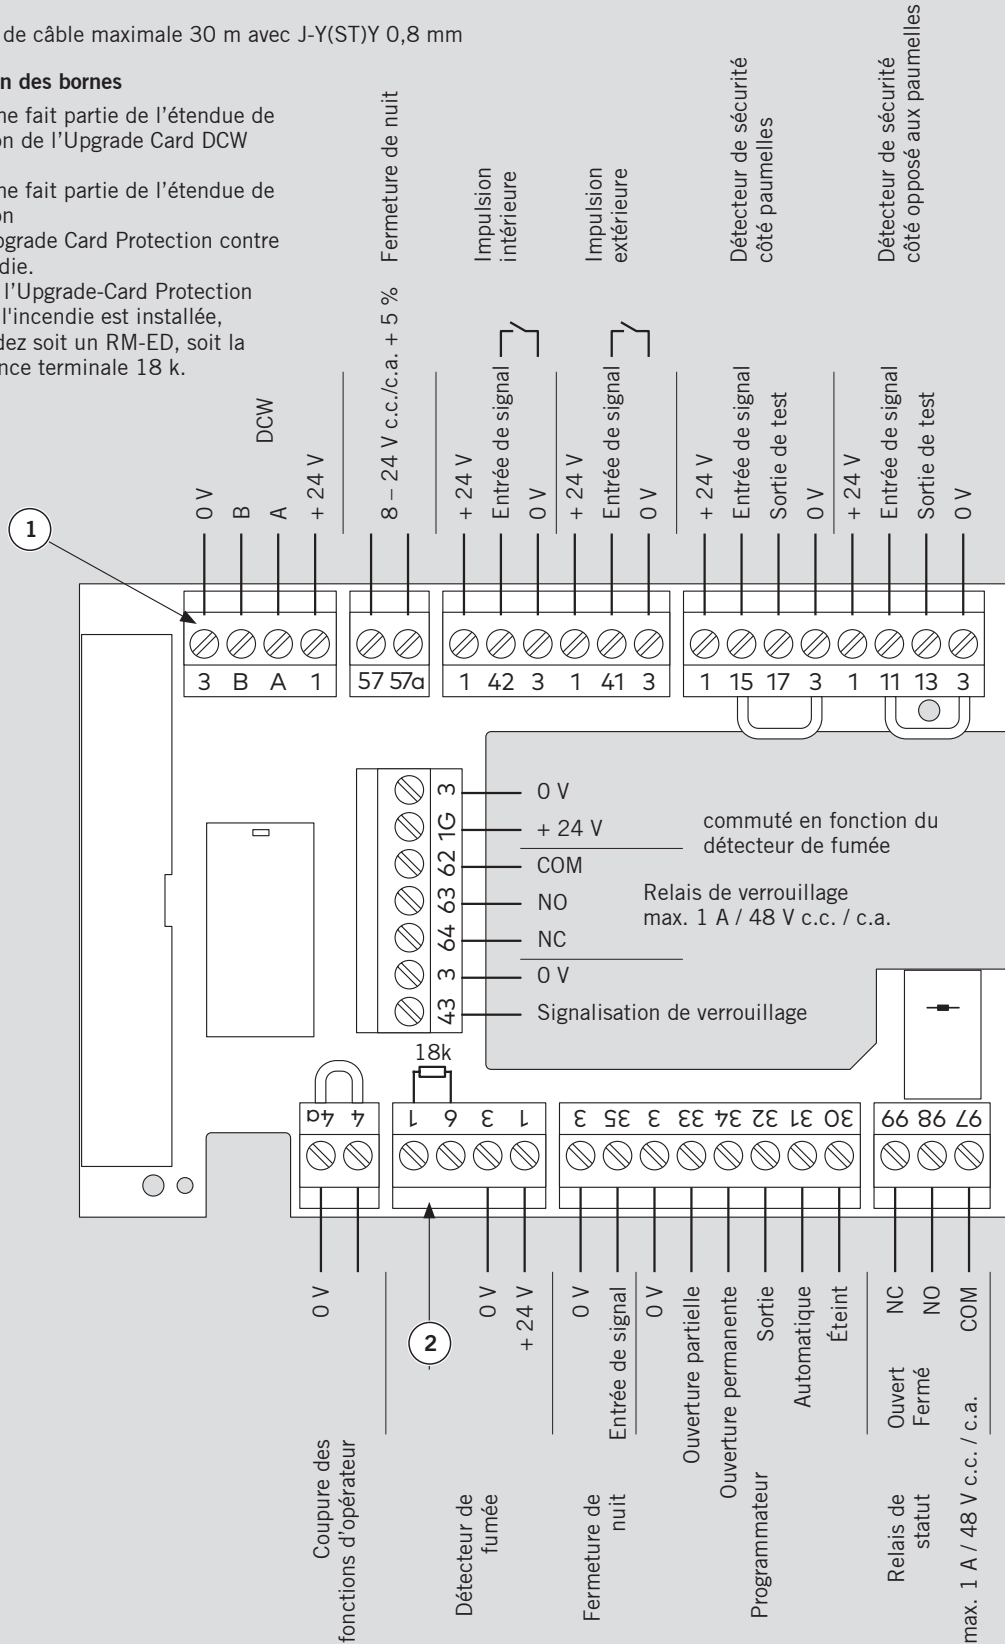 de câble maximale 30 m avec J-Y(ST)Y 0,8 mm
n des bornes
ne fait partie de l’étendue de
on de l’Upgrade Card DCW
ne fait partie de l’étendue de
on
pgrade Card Protection contre
die.
l’Upgrade-Card Protection
l'incendie est installée,
dez soit un RM-ED, soit la
nce terminale 18 k.
Fermeture de nuit
Impulsion
intérieure
Impulsion
extérieure
Détecteur de sécurité
côté paumelles
Détecteur de sécurité
côté opposé aux paumelles
DCW
0 V
B
A
+ 24 V
8 – 24 V c.c./c.a. + 5 %
+ 24 V
Entrée de signal
0 V
+ 24 V
Entrée de signal
0 V
+ 24 V
Entrée de signal
Sortie de test
0 V
+ 24 V
Entrée de signal
Sortie de test
0 V
1
3 B A 1
57 57a
1 42 3 1 41 3
1 15 17 3 1 11 13 3
3
1G
62
63
64
3
43
0 V
+ 24 V
COM
NO
NC
0 V
Signalisation de verrouillage
commuté en fonction du
détecteur de fumée
Relais de verrouillage
max. 1 A / 48 V c.c. / c.a.
18k
4a 4
1 6 3 1
3 35 3 33 34 32 31 30
99 98 97
2
0 V
0 V
+ 24 V
0 V
Entrée de signal
0 V
Ouverture partielle
Ouverture permanente
Sortie
Automatique
Éteint
NC
NO
COM
Ouvert
Fermé
Coupure des
fonctions d’opérateur
Détecteur de
fumée
Fermeture de
nuit
Programmateur
Relais de
statut
max. 1 A / 48 V c.c. / c.a.